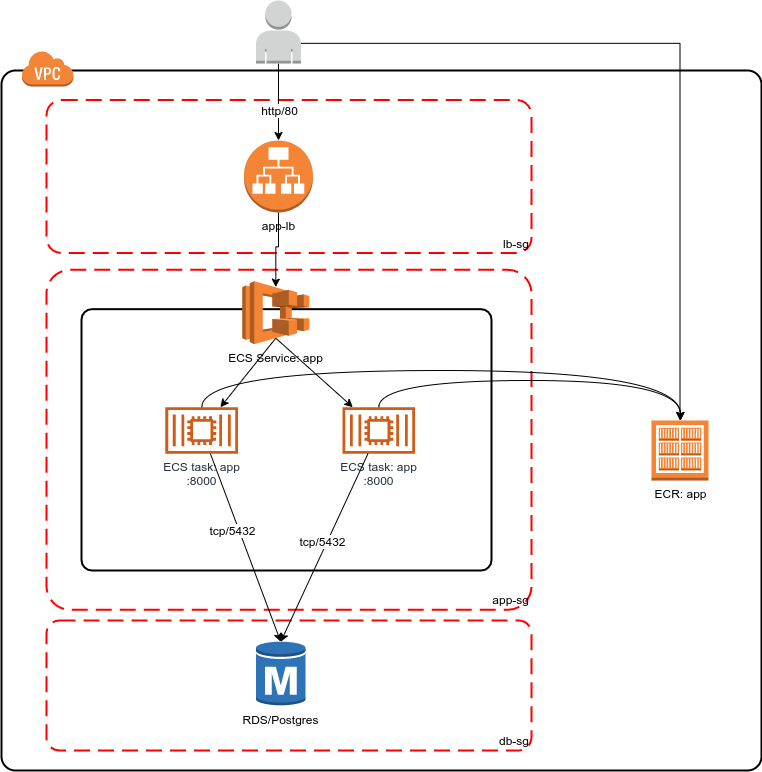 VPC
http/80
app-lb
lb-sg
ECS Service: app
ECS task: app
:8000
ECS task: app
:8000
ECR: app
tcp/5432
tcp/5432
app-sg
M
RDS/Postgres
db-sg